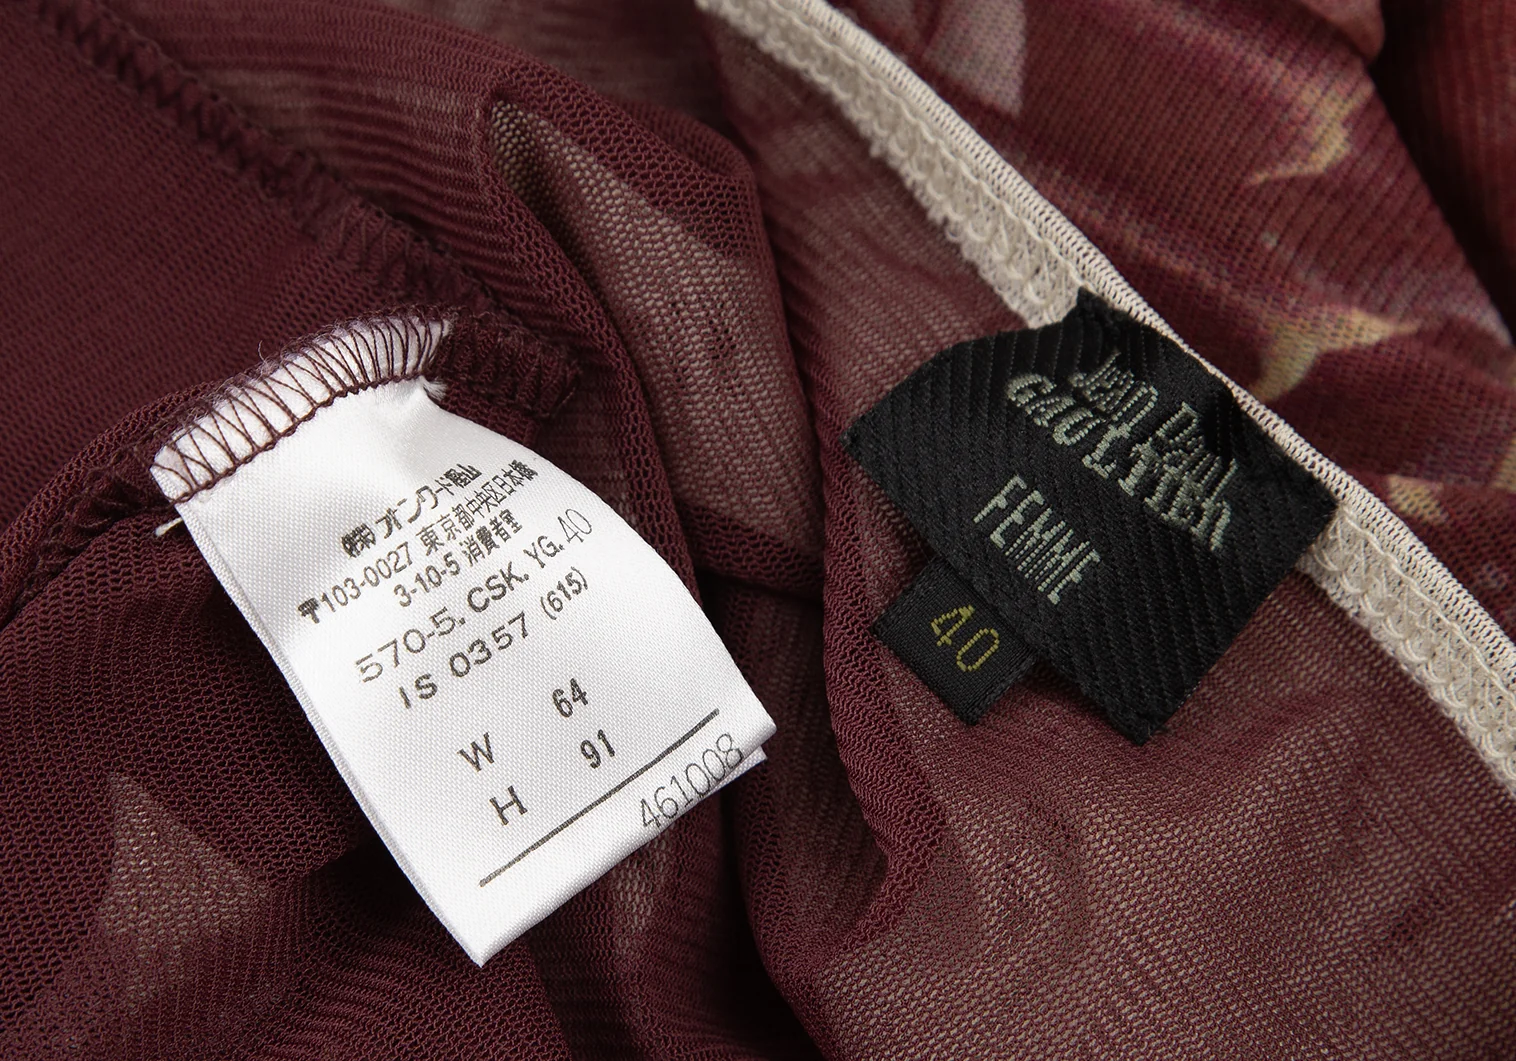 ㈱オンワード樫山
〒103-0027 東京都中央区日本橋
3-10-5 消費者室
570-5. CSK. YG. 40
IS 0357 (615)
W 64
H 91
461008
JEAN PAUL
GAULTIER
FEMME
40